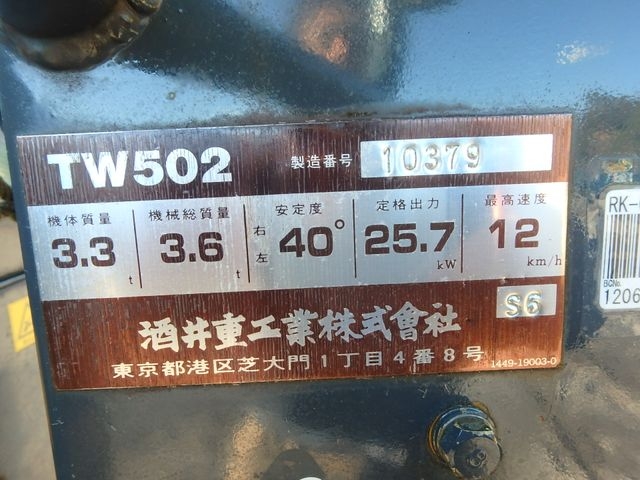 TW502 製造番号 10379
機体質量 機械総質量 安定度 定格出力 最高速度
3.3 t 3.6 t 右左 40° 25.7 kW 12 km/h
S6
酒井重工業株式會社
東京都港区芝大門1丁目4番8号 1449-19003-0
RK-
BCNo.
1206